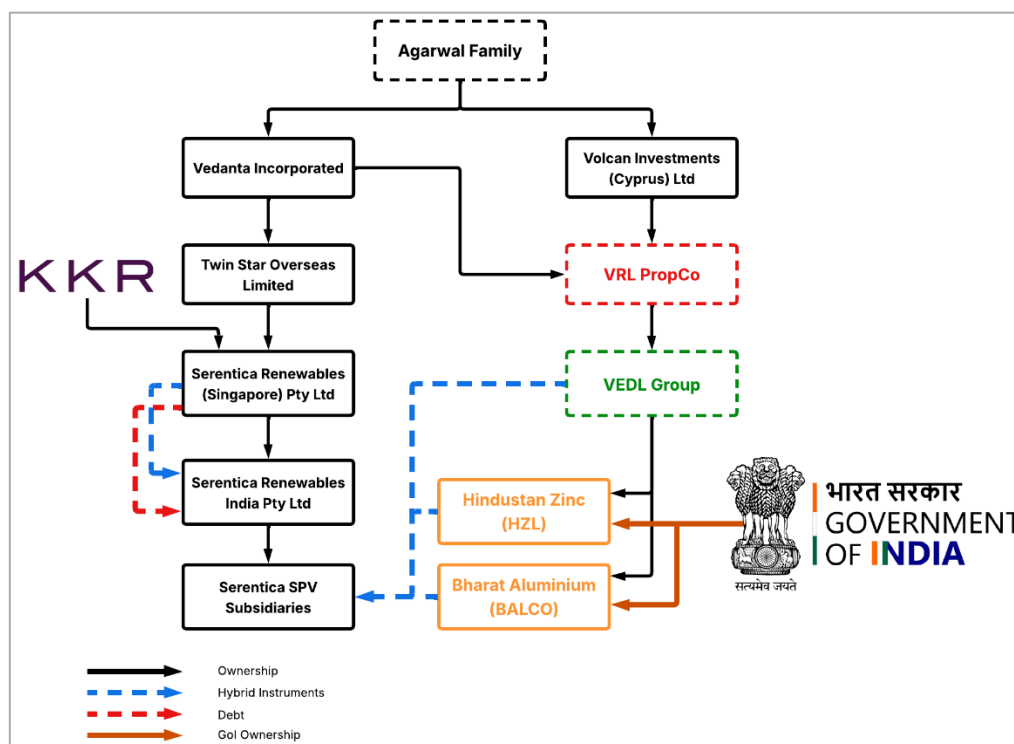 Agarwal Family
Vedanta Incorporated
Volcan Investments
(Cyprus) Ltd
Twin Star Overseas
Limited
VRL PropCo
KKR
Serentica Renewables
(Singapore) Pty Ltd
VEDL Group
Serentica Renewables
India Pty Ltd
Hindustan Zinc
(HZL)
भारत सरकार
GOVERNMENT
OF INDIA
सत्यमेव जयते
Serentica SPV
Subsidiaries
Bharat Aluminium
(BALCO)
Ownership
Hybrid Instruments
Debt
GoI Ownership